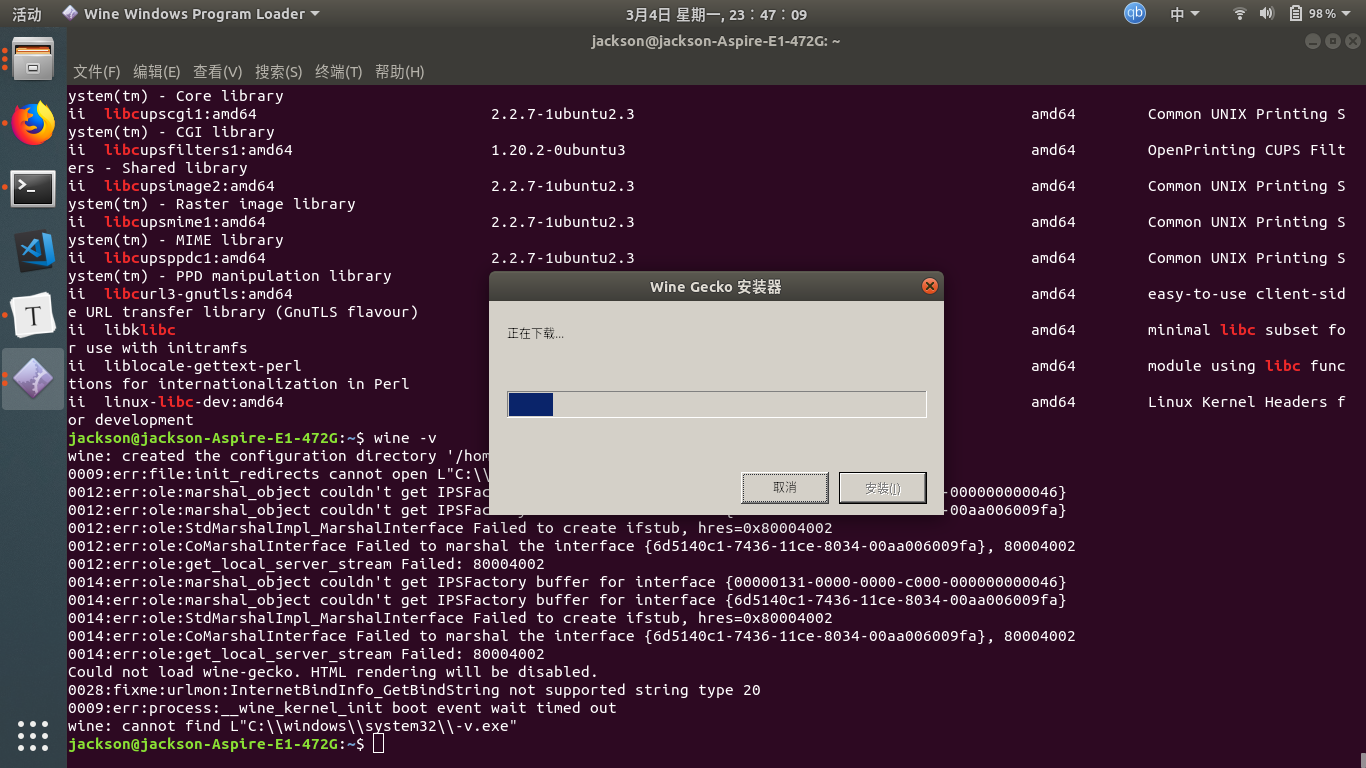 活动 Wine Windows Program Loader 3月4日 星期一, 23:47:09 qb 中 98%
jackson@jackson-Aspire-E1-472G: ~
文件(F) 编辑(E) 查看(V) 搜索(S) 终端(T) 帮助(H)
ystem(tm) - Core library
ii libcupscgi1:amd64 2.2.7-1ubuntu2.3 amd64 Common UNIX Printing S
ystem(tm) - CGI library
ii libcupsfilters1:amd64 1.20.2-0ubuntu3 amd64 OpenPrinting CUPS Filt
ers - Shared library
ii libcupsimage2:amd64 2.2.7-1ubuntu2.3 amd64 Common UNIX Printing S
ystem(tm) - Raster image library
ii libcupsmime1:amd64 2.2.7-1ubuntu2.3 amd64 Common UNIX Printing S
ystem(tm) - MIME library
ii libcupsppdc1:amd64 2.2.7-1ubuntu2.3 amd64 Common UNIX Printing S
ystem(tm) - PPD manipulation library
ii libcurl3-gnutls:amd64 amd64 easy-to-use client-sid
e URL transfer library (GnuTLS flavour)
ii libklibc amd64 minimal libc subset fo
r use with initramfs
ii liblocale-gettext-perl amd64 module using libc func
tions for internationalization in Perl
ii linux-libc-dev:amd64 amd64 Linux Kernel Headers f
or development
jackson@jackson-Aspire-E1-472G:~$ wine -v
wine: created the configuration directory '/hom
0009:err:file:init_redirects cannot open L"C:\\
0012:err:ole:marshal_object couldn't get IPSFac -000000000046}
0012:err:ole:marshal_object couldn't get IPSFactory buffer for interface {6d5140c1-7436-11ce-8034-00aa006009fa}
0012:err:ole:StdMarshalImpl_MarshalInterface Failed to create ifstub, hres=0x80004002
0012:err:ole:CoMarshalInterface Failed to marshal the interface {6d5140c1-7436-11ce-8034-00aa006009fa}, 80004002
0012:err:ole:get_local_server_stream Failed: 80004002
0014:err:ole:marshal_object couldn't get IPSFactory buffer for interface {00000131-0000-0000-c000-000000000046}
0014:err:ole:marshal_object couldn't get IPSFactory buffer for interface {6d5140c1-7436-11ce-8034-00aa006009fa}
0014:err:ole:StdMarshalImpl_MarshalInterface Failed to create ifstub, hres=0x80004002
0014:err:ole:CoMarshalInterface Failed to marshal the interface {6d5140c1-7436-11ce-8034-00aa006009fa}, 80004002
0014:err:ole:get_local_server_stream Failed: 80004002
Could not load wine-gecko. HTML rendering will be disabled.
0028:fixme:urlmon:InternetBindInfo_GetBindString not supported string type 20
0009:err:process:__wine_kernel_init boot event wait timed out
wine: cannot find L"C:\\windows\\system32\\-v.exe"
jackson@jackson-Aspire-E1-472G:~$
Wine Gecko 安装器
正在下载...
取消 安装(I)
T